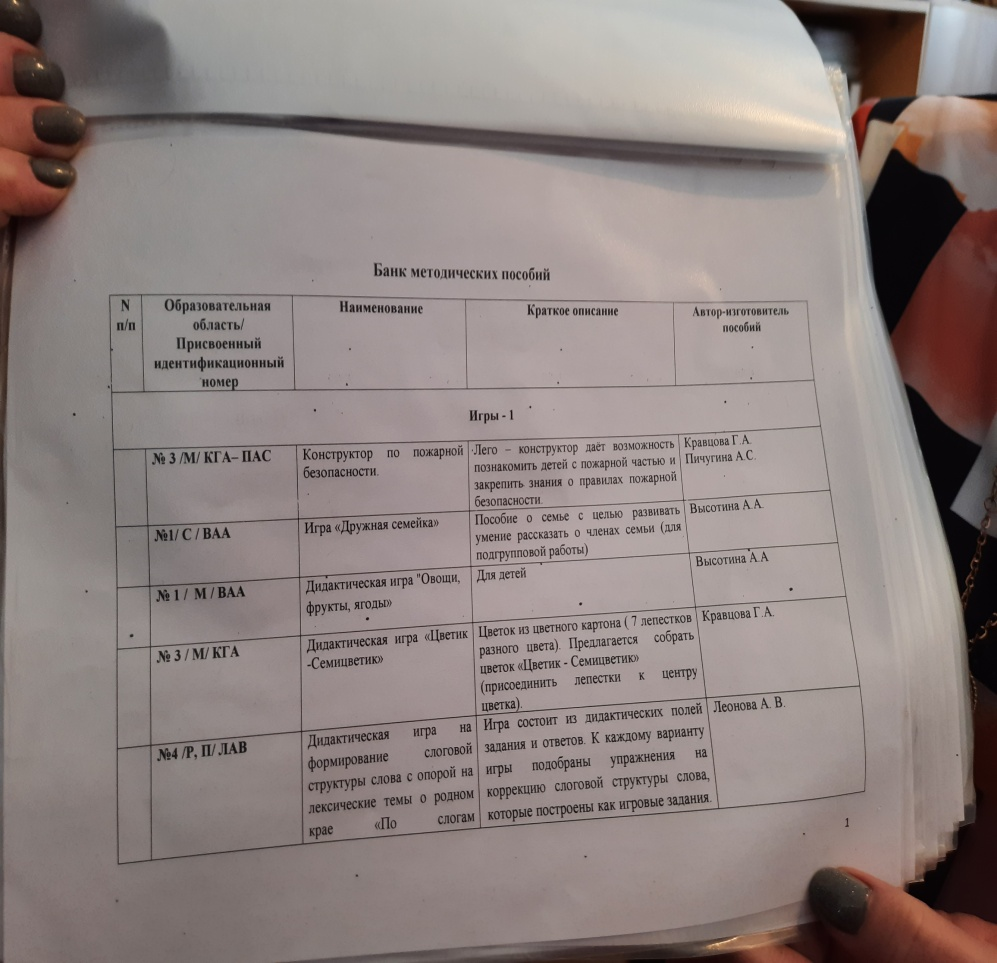 Банк методических пособий
N
п/п
Образовательная
область/
Присвоенный
идентификационный
номер
Наименование
Краткое описание
Автор-изготовитель
пособий
Игры - 1
№ 3 /М/ КГА– ПАС
Конструктор по пожарной
безопасности.
Лего – конструктор даёт возможность
познакомить детей с пожарной частью и
закрепить знания о правилах пожарной
безопасности.
Кравцова Г.А.
Пичугина А.С.
№1/ С / ВАА
Игра «Дружная семейка»
Пособие о семье с целью развивать
умение рассказать о членах семьи (для
подгрупповой работы)
Высотина А.А.
№ 1 / М / ВАА
Дидактическая игра "Овощи,
фрукты, ягоды»
Для детей
Высотина А.А
№ 3 / М/ КГА
Дидактическая игра «Цветик
-Семицветик»
Цветок из цветного картона ( 7 лепестков
разного цвета). Предлагается собрать
цветок «Цветик - Семицветик»
(присоединить лепестки к центру
цветка).
Кравцова Г.А.
№4 /Р, П/ ЛАВ
Дидактическая игра на
формирование слоговой
структуры слова с опорой на
лексические темы о родном
крае «По слогам
Игра состоит из дидактических полей
задания и ответов. К каждому варианту
игры подобраны упражнения на
коррекцию слоговой структуры слова,
которые построены как игровые задания.
Леонова А. В.
1